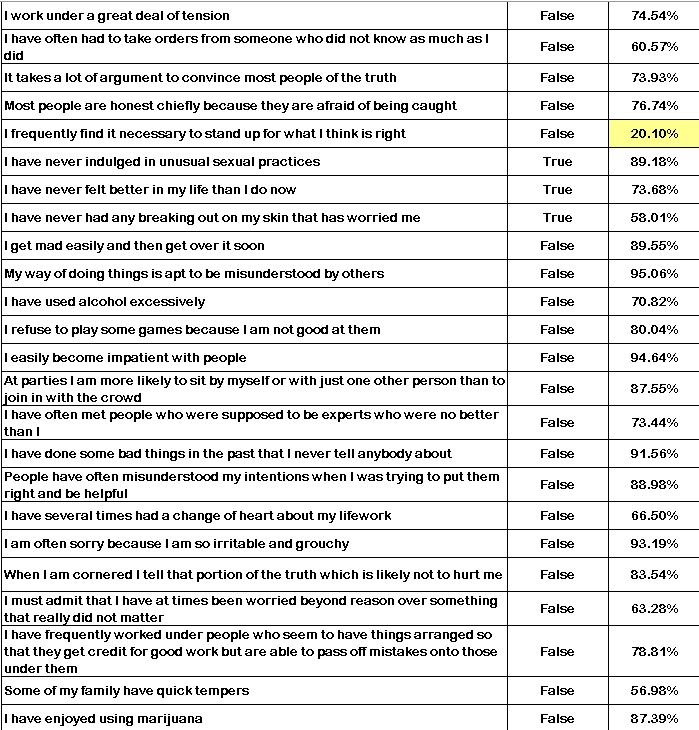 I work under a great deal of tension False 74.54%
I have often had to take orders from someone who did not know as much as I
did False 60.57%
It takes a lot of argument to convince most people of the truth False 73.93%
Most people are honest chiefly because they are afraid of being caught False 76.74%
I frequently find it necessary to stand up for what I think is right False 20.10%
I have never indulged in unusual sexual practices True 89.18%
I have never felt better in my life than I do now True 73.68%
I have never had any breaking out on my skin that has worried me True 58.01%
I get mad easily and then get over it soon False 89.55%
My way of doing things is apt to be misunderstood by others False 95.06%
I have used alcohol excessively False 70.82%
I refuse to play some games because I am not good at them False 80.04%
I easily become impatient with people False 94.64%
At parties I am more likely to sit by myself or with just one other person than to
join in with the crowd False 87.55%
I have often met people who were supposed to be experts who were no better
than I False 73.44%
I have done some bad things in the past that I never tell anybody about False 91.56%
People have often misunderstood my intentions when I was trying to put them
right and be helpful False 88.98%
I have several times had a change of heart about my lifework False 66.50%
I am often sorry because I am so irritable and grouchy False 93.19%
When I am cornered I tell that portion of the truth which is likely not to hurt me False 83.54%
I must admit that I have at times been worried beyond reason over something
that really did not matter False 63.28%
I have frequently worked under people who seem to have things arranged so
that they get credit for good work but are able to pass off mistakes onto those
under them False 78.81%
Some of my family have quick tempers False 56.98%
I have enjoyed using marijuana False 87.39%